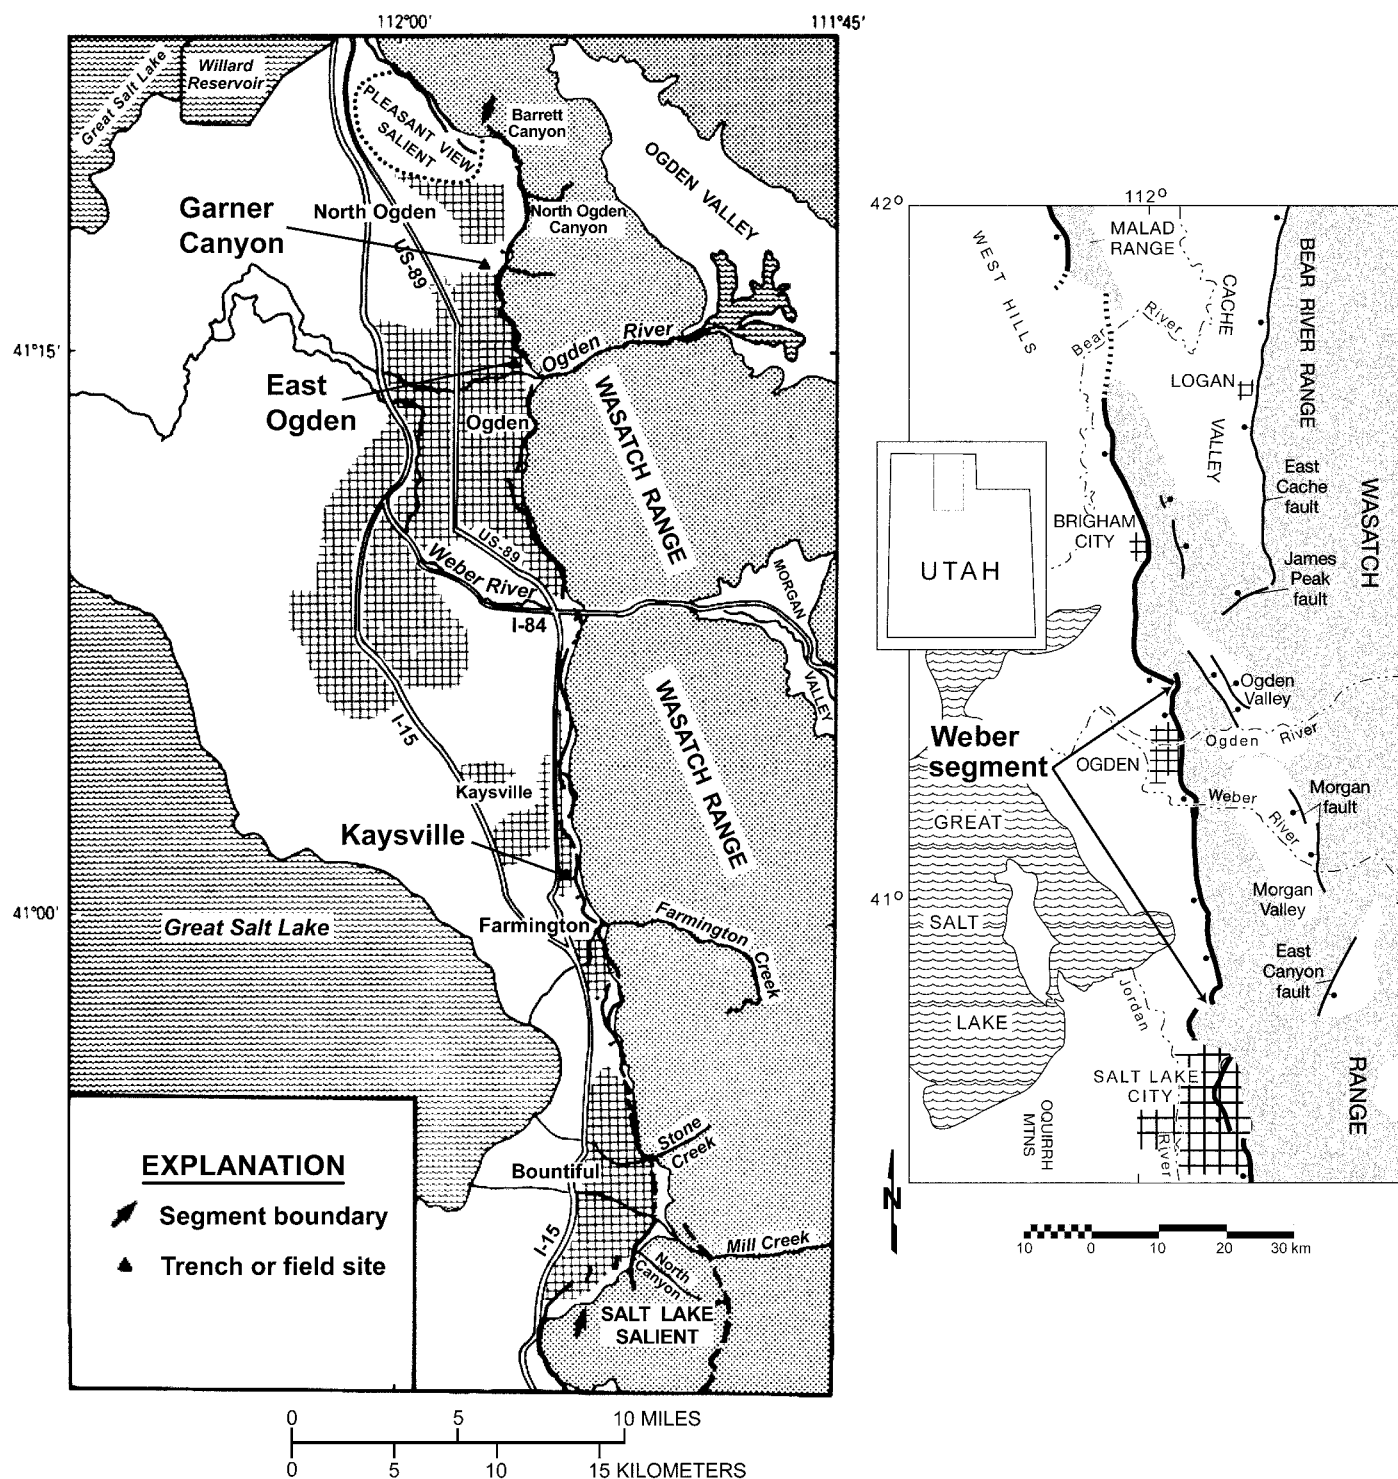 112°00'
111°45'
Great Salt Lake
Willard
Reservoir
PLEASANT VIEW
SALIENT
Barrett
Canyon
OGDEN VALLEY
Garner
Canyon
North Ogden
North Ogden
Canyon
US-89
41°15'
Ogden
River
East
Ogden
Ogden
WASATCH RANGE
US-89
Weber River
MORGAN
VALLEY
I-84
I-15
WASATCH RANGE
Kaysville
Kaysville
41°00'
Great Salt Lake
Farmington
Farmington
Creek
Stone
Creek
Bountiful
I-15
Mill Creek
North
Canyon
SALT LAKE
SALIENT
EXPLANATION
Segment boundary
Trench or field site
0 5 10 MILES
0 5 10 15 KILOMETERS
42°
112°
WEST HILLS
MALAD
RANGE
CACHE
VALLEY
BEAR RIVER RANGE
Bear
River
LOGAN
East
Cache
fault
BRIGHAM
CITY
James
Peak
fault
WASATCH
RANGE
UTAH
Ogden
Valley
Weber
segment
Ogden
River
OGDEN
Weber
River
Morgan
fault
GREAT
SALT
LAKE
41°
Morgan
Valley
East
Canyon
fault
Jordan
River
SALT LAKE
CITY
OQUIRRH
MTNS
N
10 0 10 20 30 km